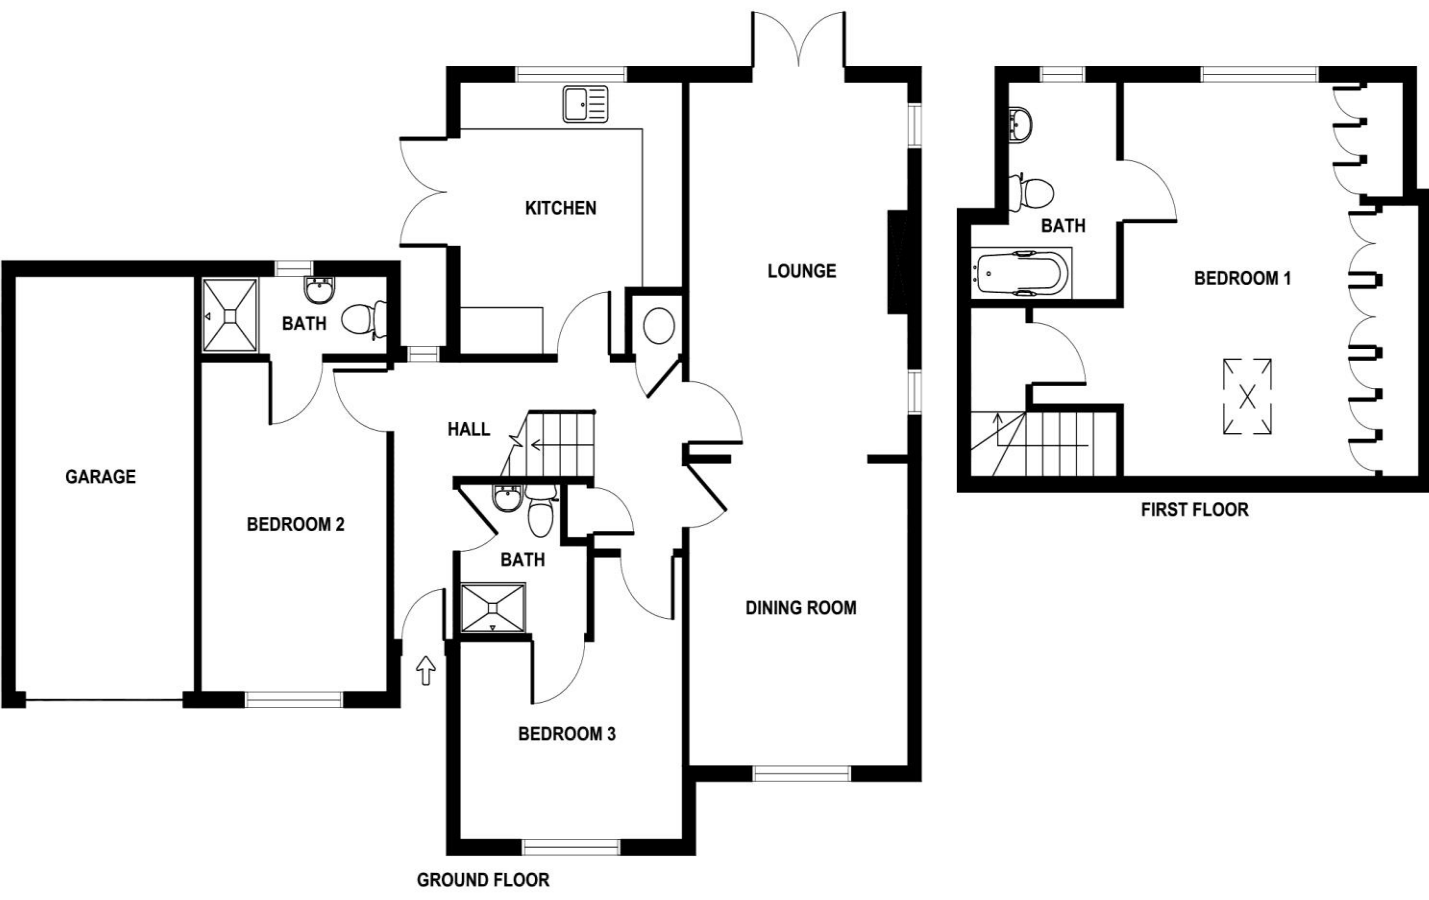 KITCHEN
LOUNGE
BATH
BEDROOM 1
BATH
HALL
GARAGE
BEDROOM 2
BATH
FIRST FLOOR
DINING ROOM
BEDROOM 3
GROUND FLOOR